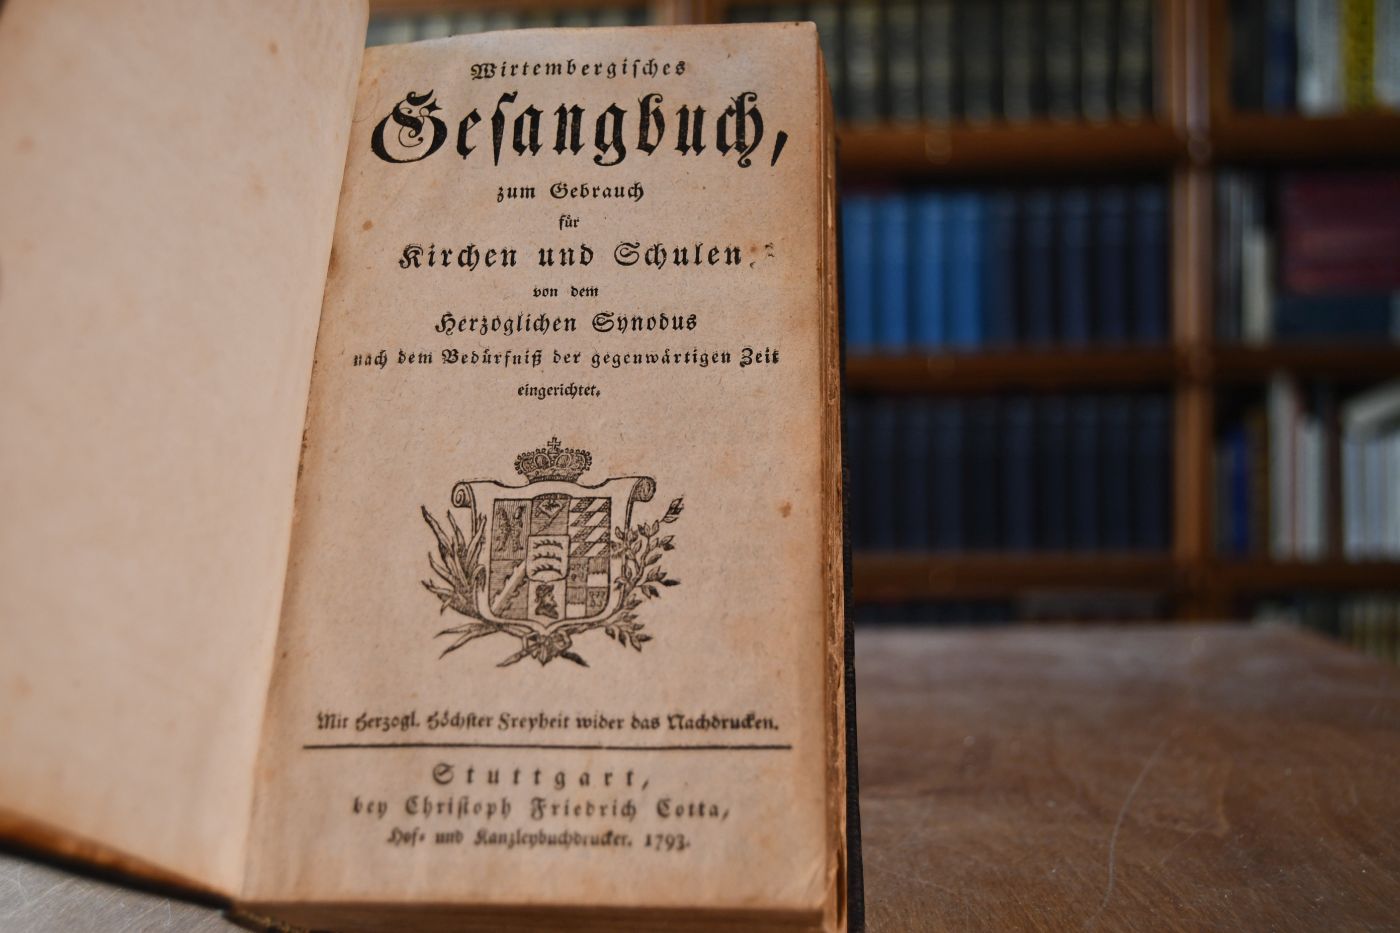 Wirtembergiſches
Geſangbuch,
zum Gebrauch
für
Kirchen und Schulen
von dem
Herzoglichen Synodus
nach dem Bedürfniß der gegenwärtigen Zeit
eingerichtet.
Mit Herzogl. Höchſter Freyheit wider das Nachdrucken.
Stuttgart,
bey Chriſtoph Friedrich Cotta,
Hof- und Kanzleybuchdrucker. 1793.